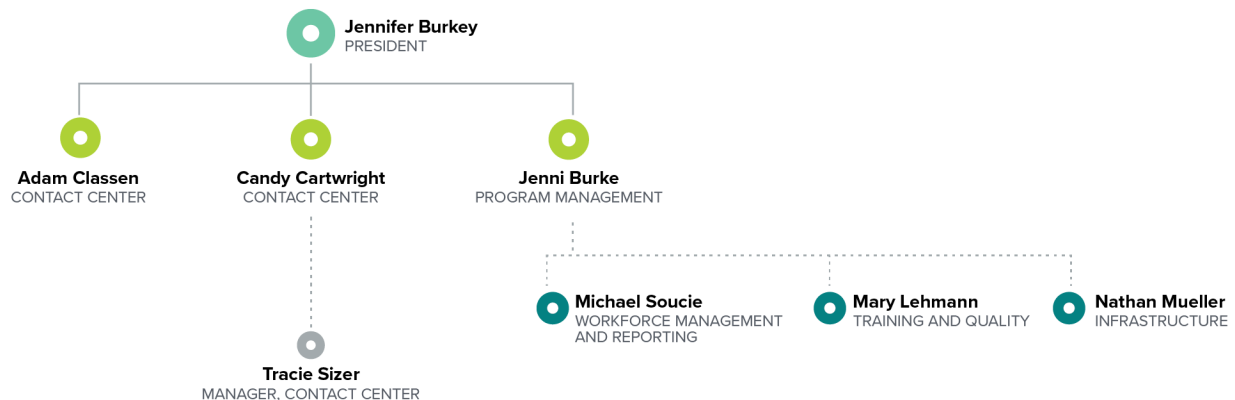 Jennifer Burkey
PRESIDENT
Adam Classen
CONTACT CENTER
Candy Cartwright
CONTACT CENTER
Jenni Burke
PROGRAM MANAGEMENT
Michael Soucie
WORKFORCE MANAGEMENT
AND REPORTING
Mary Lehmann
TRAINING AND QUALITY
Nathan Mueller
INFRASTRUCTURE
Tracie Sizer
MANAGER, CONTACT CENTER